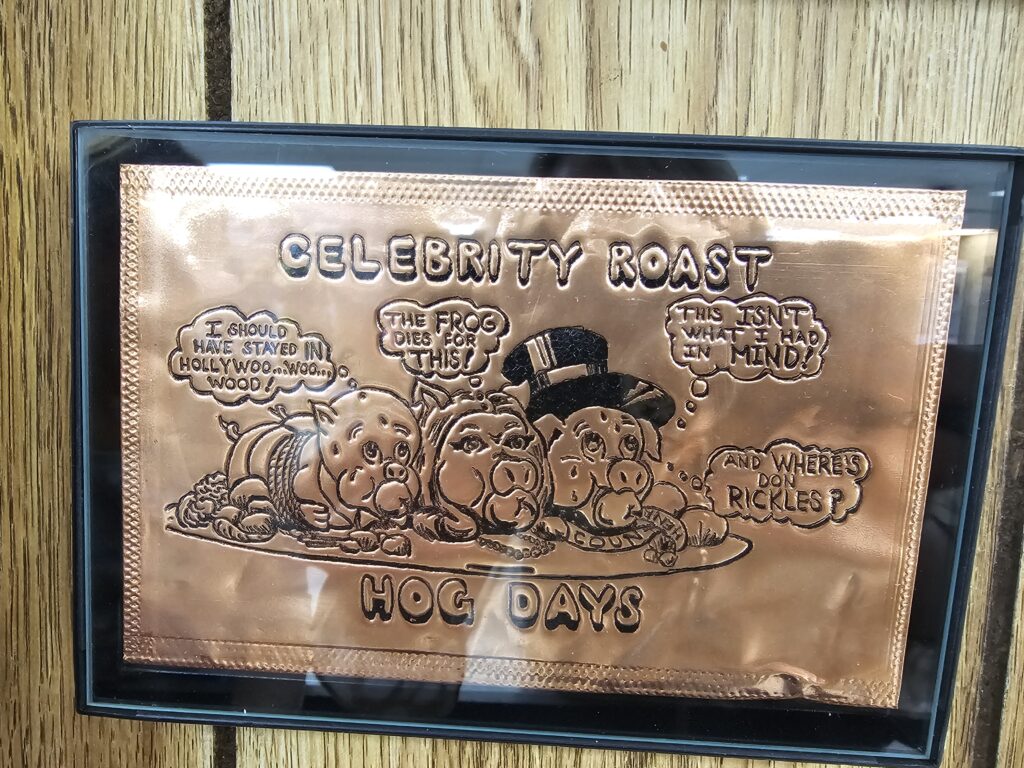 CELEBRITY ROAST
I SHOULD
HAVE STAYED IN
HOLLYWOO..WOO..
WOOD!
THE FROG
DIES FOR
THIS!
THIS ISN'T
WHAT I HAD
IN MIND!
AND WHERE'S
DON
RICKLES?
COUN
HOG DAYS